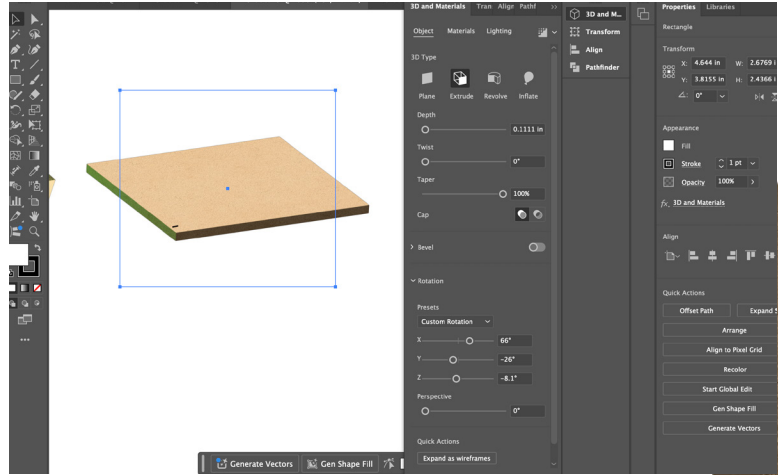 3D and Materials Tran Aligr Pathf >>
Object Materials Lighting
3D Type
Plane Extrude Revolve Inflate
Depth
0.1111 in
Twist
0°
Taper
100%
Cap
> Bevel
Rotation
Presets
Custom Rotation
X 66°
Y -26°
Z -8.1°
Perspective
0°
Quick Actions
Expand as wireframes
3D and M...
Transform
Align
Pathfinder
Properties Libraries
Rectangle
Transform
X: 4.644 in W: 2.6769 i
Y: 3.8155 in H: 2.4366 i
0°
Appearance
Fill
Stroke 1 pt
Opacity 100% >
fx. 3D and Materials
Align
Quick Actions
Offset Path Expand S
Arrange
Align to Pixel Grid
Recolor
Start Global Edit
Gen Shape Fill
Generate Vectors
Generate Vectors Gen Shape Fill